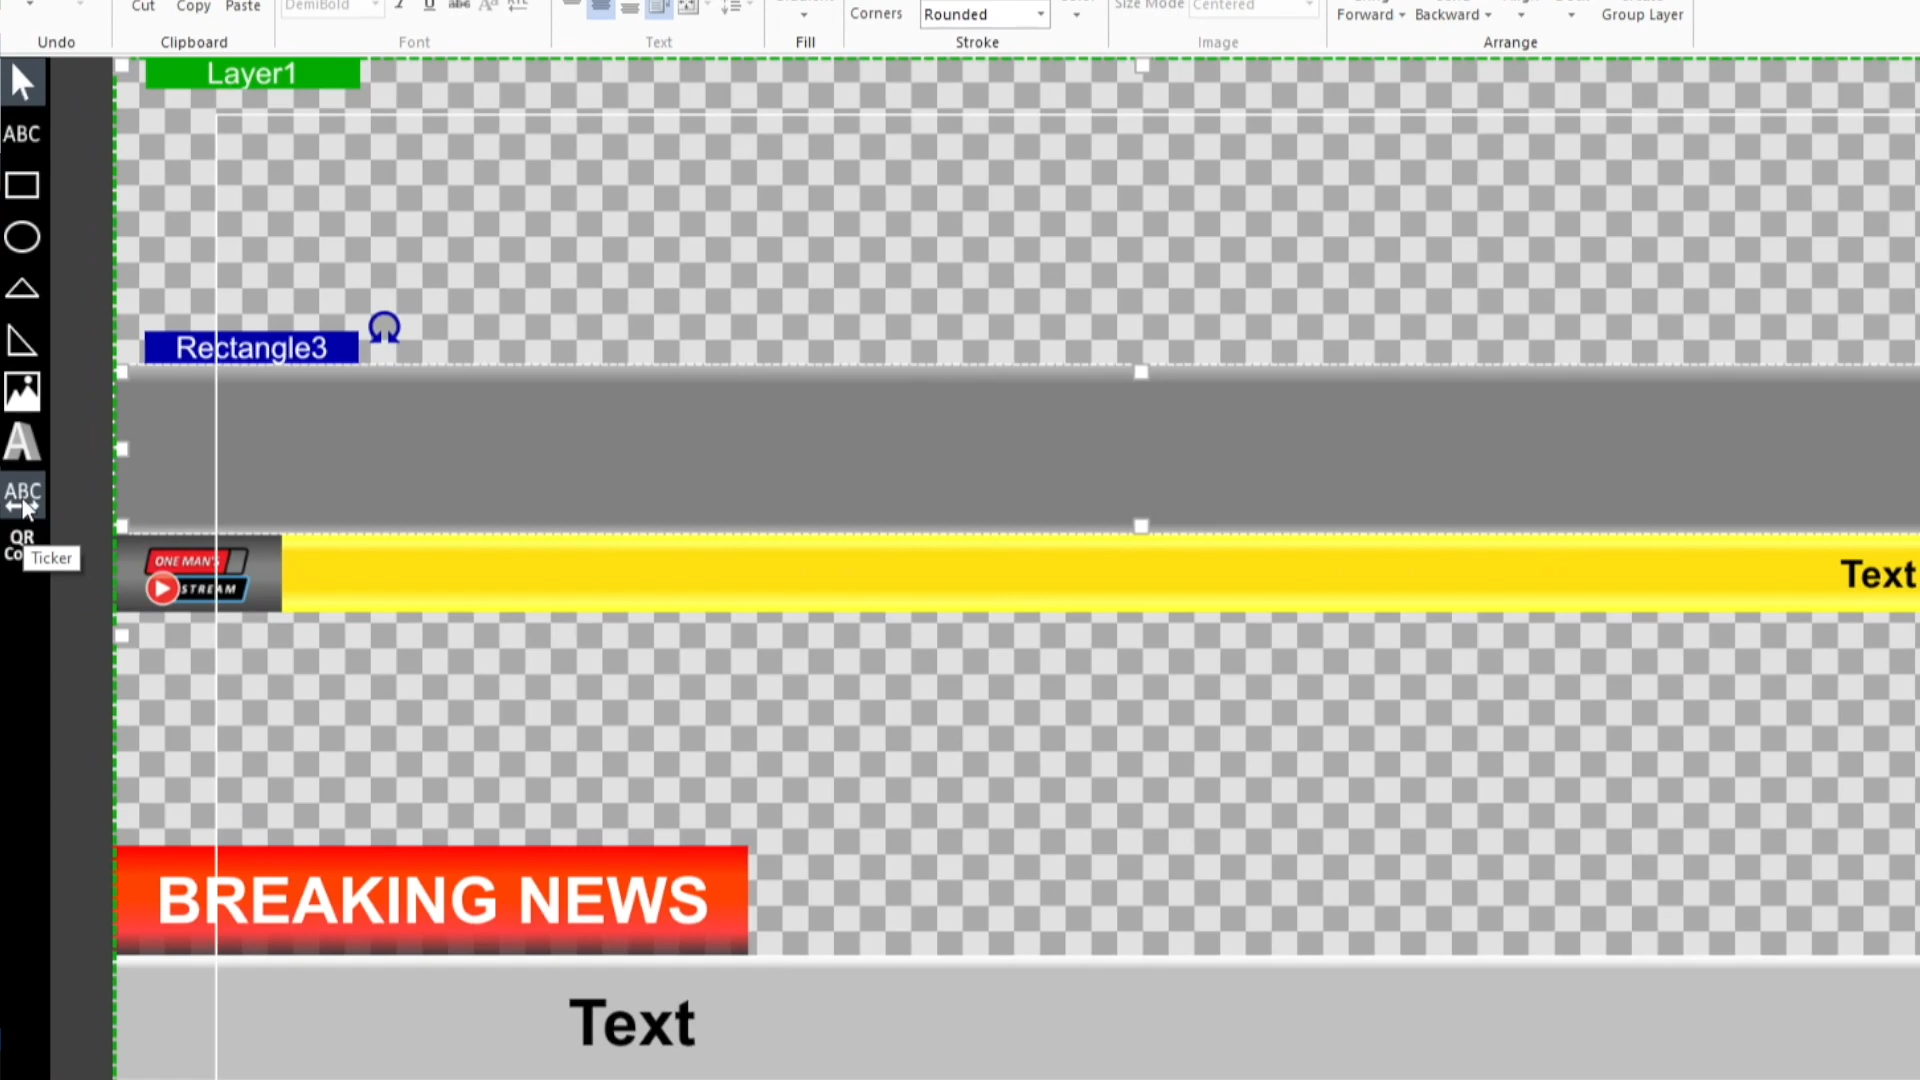 Cut Copy Paste
DemiBold
Corners
Rounded
Size Mode Centered
Forward Backward
Group Layer
Undo Clipboard Font Text Fill Stroke Image Arrange
Layer1
ABC
Rectangle3
A
ABC
QR
Co
Ticker
ONE MAN'S
STREAM
Text
BREAKING NEWS
Text